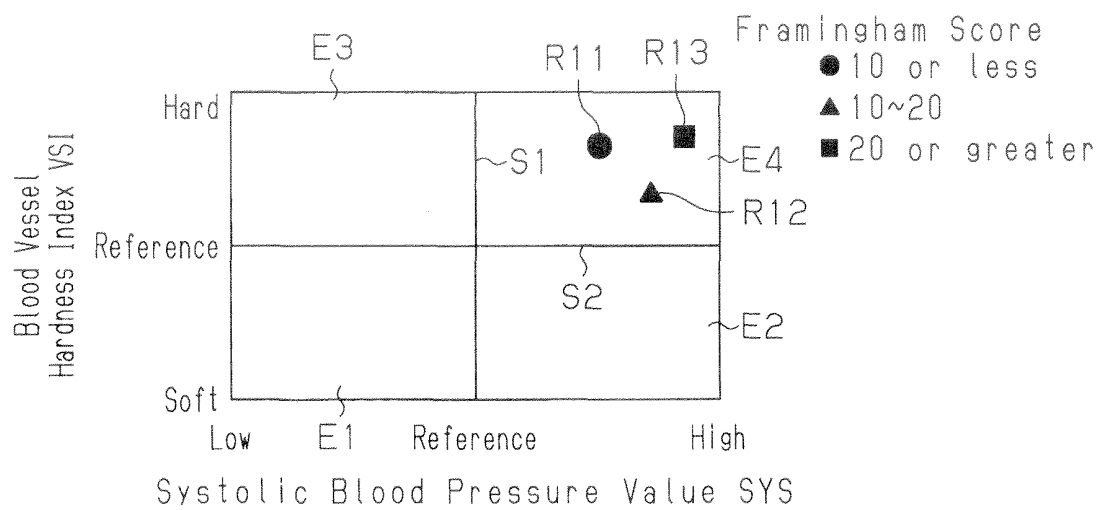 Framingham Score
10 or less
10~20
20 or greater
E3
R11
R13
Hard
S1
E4
R12
Reference
S2
E2
Soft
Low
E1
Reference
High
Blood Vessel
Hardness Index VSI
Systolic Blood Pressure Value SYS